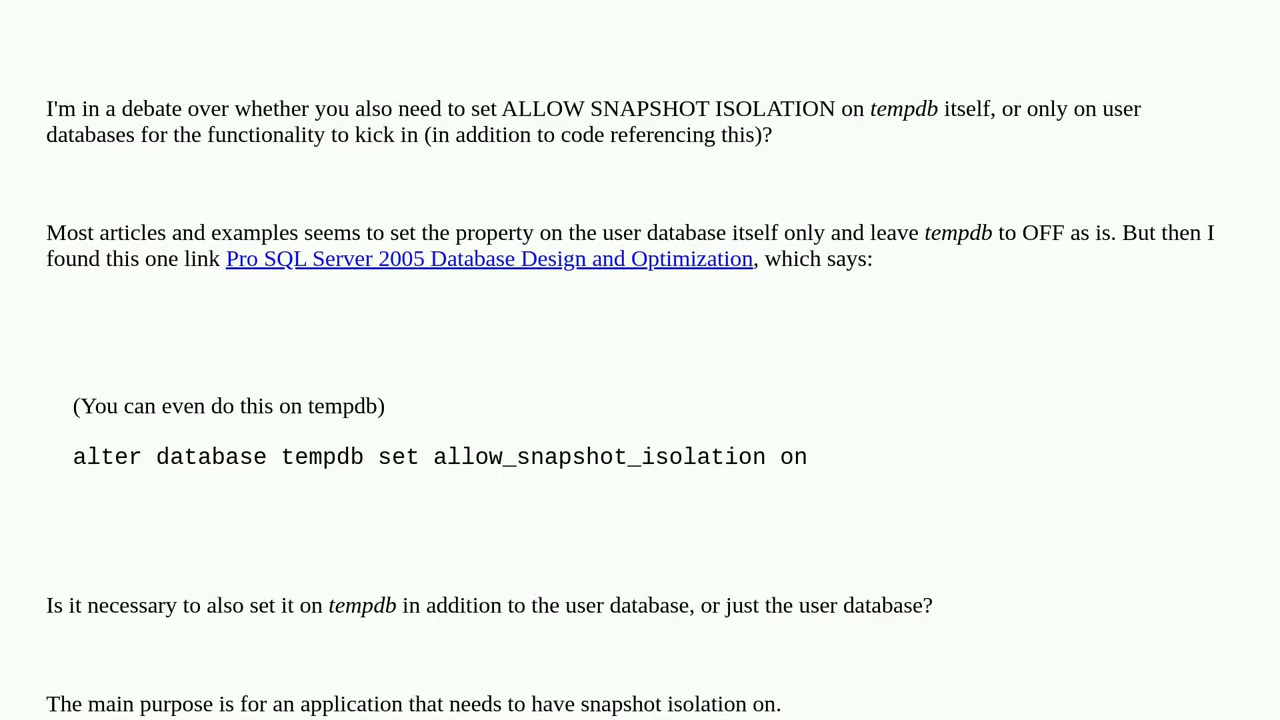 I'm in a debate over whether you also need to set ALLOW SNAPSHOT ISOLATION on tempdb itself, or only on user
databases for the functionality to kick in (in addition to code referencing this)?
Most articles and examples seems to set the property on the user database itself only and leave tempdb to OFF as is. But then I
found this one link Pro SQL Server 2005 Database Design and Optimization, which says:
(You can even do this on tempdb)
alter database tempdb set allow_snapshot_isolation on
Is it necessary to also set it on tempdb in addition to the user database, or just the user database?
The main purpose is for an application that needs to have snapshot isolation on.